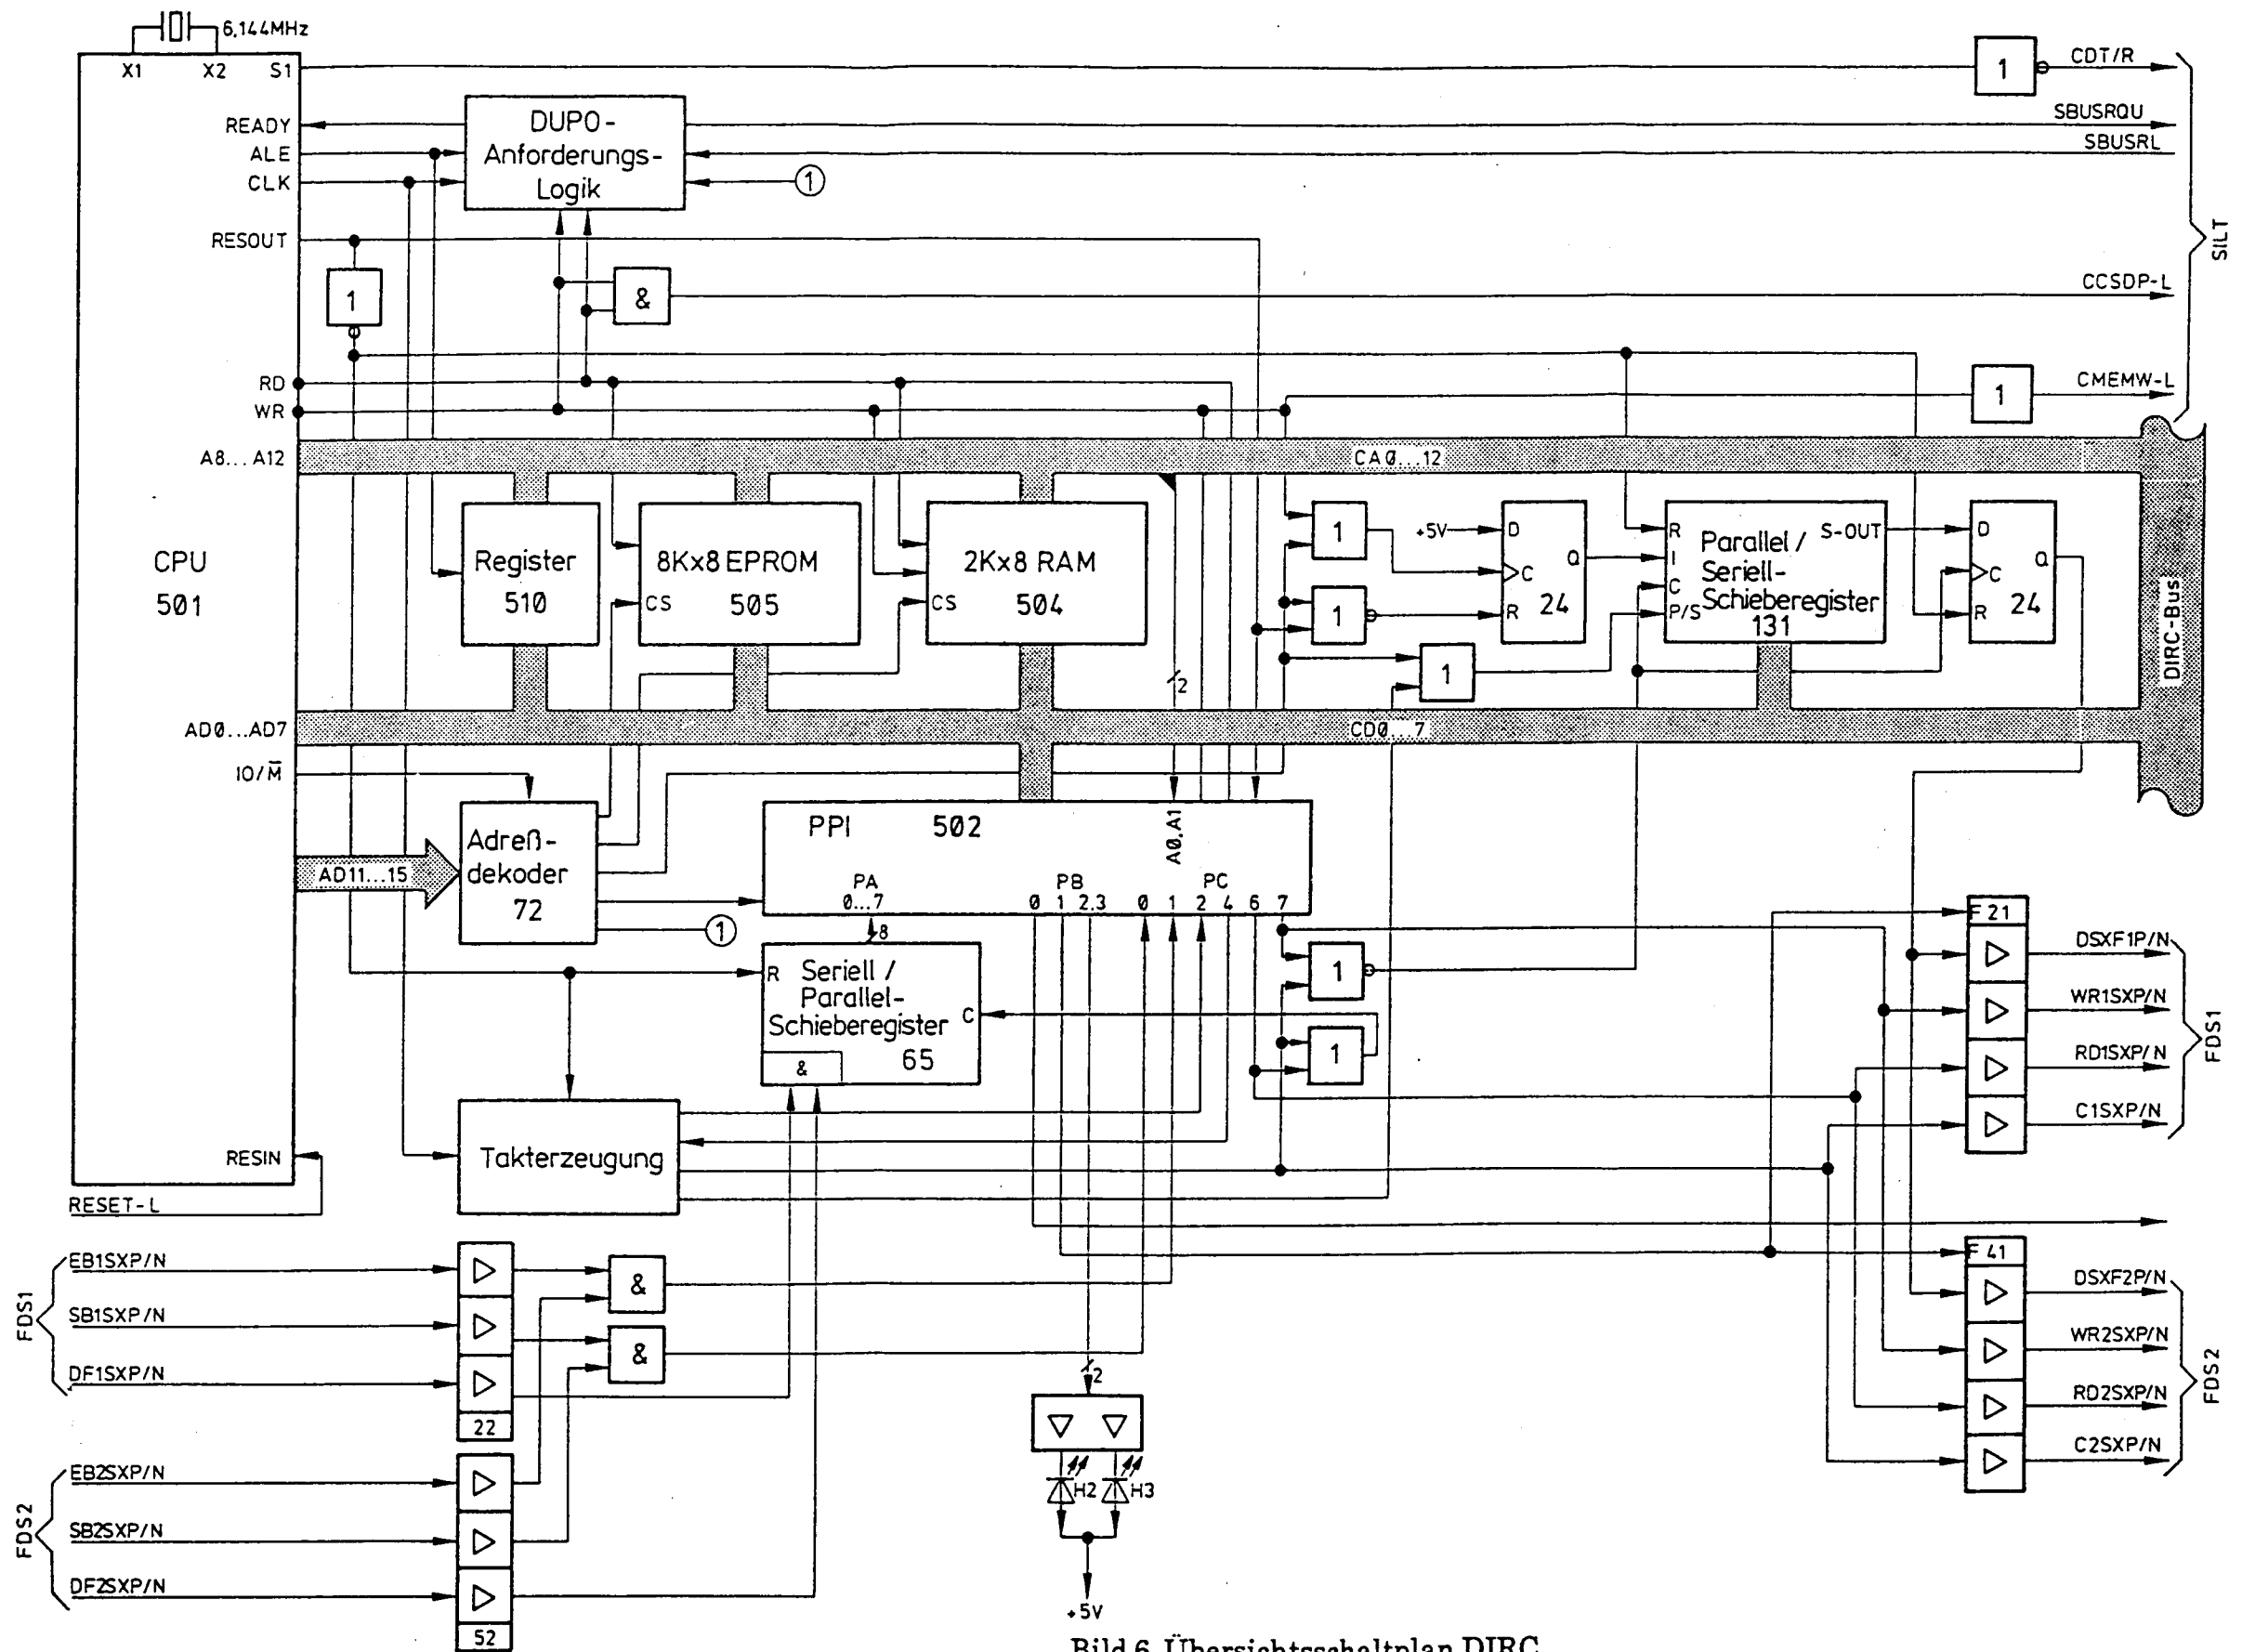 6,144MHz
X1
X2
S1
1
CDT/R
READY
ALE
CLK
DUPO-
Anforderungs-
Logik
SBUSRQU
SBUSRL
1
RESOUT
1
&
CCSDP-L
SILT
RD
WR
1
CMEMW-L
A8...A12
CA0...12
CPU
501
Register
510
8Kx8 EPROM
505
CS
2Kx8 RAM
504
CS
1
1
1
+5V
D
C
R
Q
24
R
I
C
P/S
S-OUT
Parallel /
Seriell-
Schieberegister
131
D
C
R
Q
24
DIRC-Bus
2
AD0...AD7
CD0...7
IO/M̅
AD11...15
Adreß-
dekoder
72
1
PPI
502
A0,A1
PA
0...7
PB
0 1 2.3
PC
0 1 2 4 6 7
8
R
Seriell /
Parallel-
Schieberegister
65
C
&
1
1
Takterzeugung
RESIN
RESET-L
F 21
DSXF1P/N
WR1SXP/N
RD1SXP/N
C1SXP/N
FDS1
F 41
DSXF2P/N
WR2SXP/N
RD2SXP/N
C2SXP/N
FDS2
FDS1
EB1SXP/N
SB1SXP/N
DF1SXP/N
22
&
&
FDS2
EB2SXP/N
SB2SXP/N
DF2SXP/N
52
2
H2
H3
+5V
Bild 6 Übersichtsschaltplan DIRC